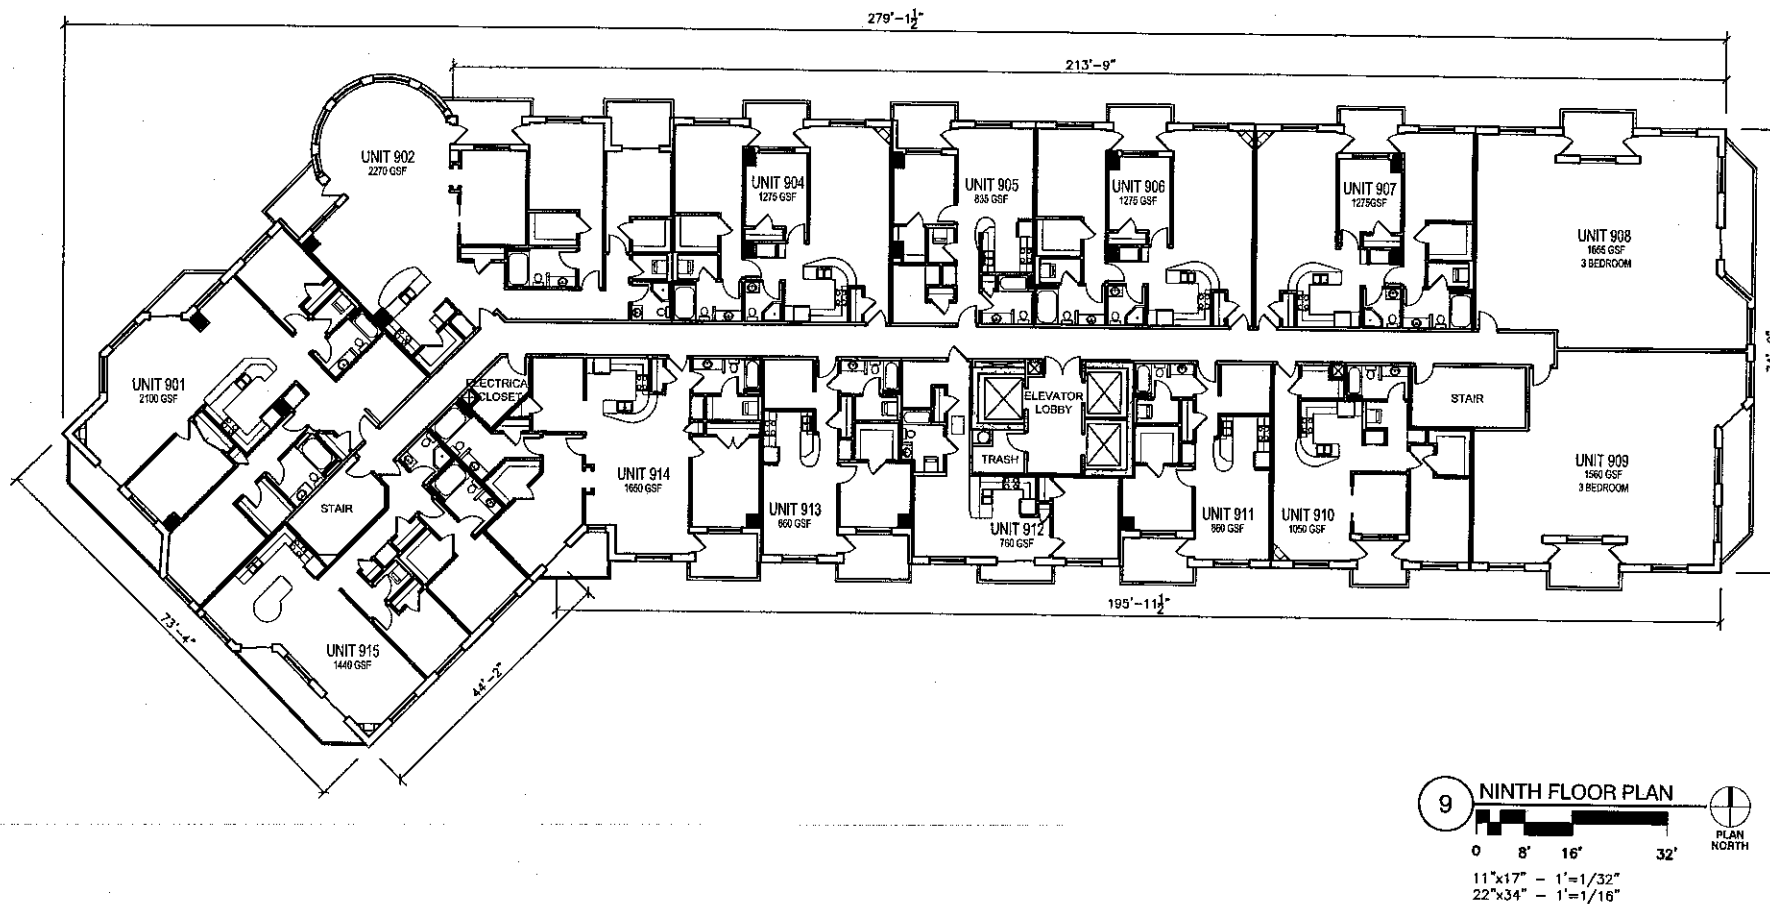 279'-1½"
213'-9"
UNIT 902
2270 GSF
UNIT 904
1275 GSF
UNIT 905
835 GSF
UNIT 906
1275 GSF
UNIT 907
1275GSF
UNIT 908
1655 GSF
3 BEDROOM
UNIT 901
2100 GSF
ELECTRICA
CLOSET
ELEVATOR
LOBBY
STAIR
TRASH
UNIT 914
1650 GSF
UNIT 909
1560 GSF
3 BEDROOM
STAIR
UNIT 913
660 GSF
UNIT 912
760 GSF
UNIT 911
860 GSF
UNIT 910
1050 GSF
195'-11½"
73'-4"
UNIT 915
1440 GSF
44'-2"
9
NINTH FLOOR PLAN
0 8' 16' 32'
PLAN
NORTH
11"x17" - 1'=1/32"
22"x34" - 1'=1/16"